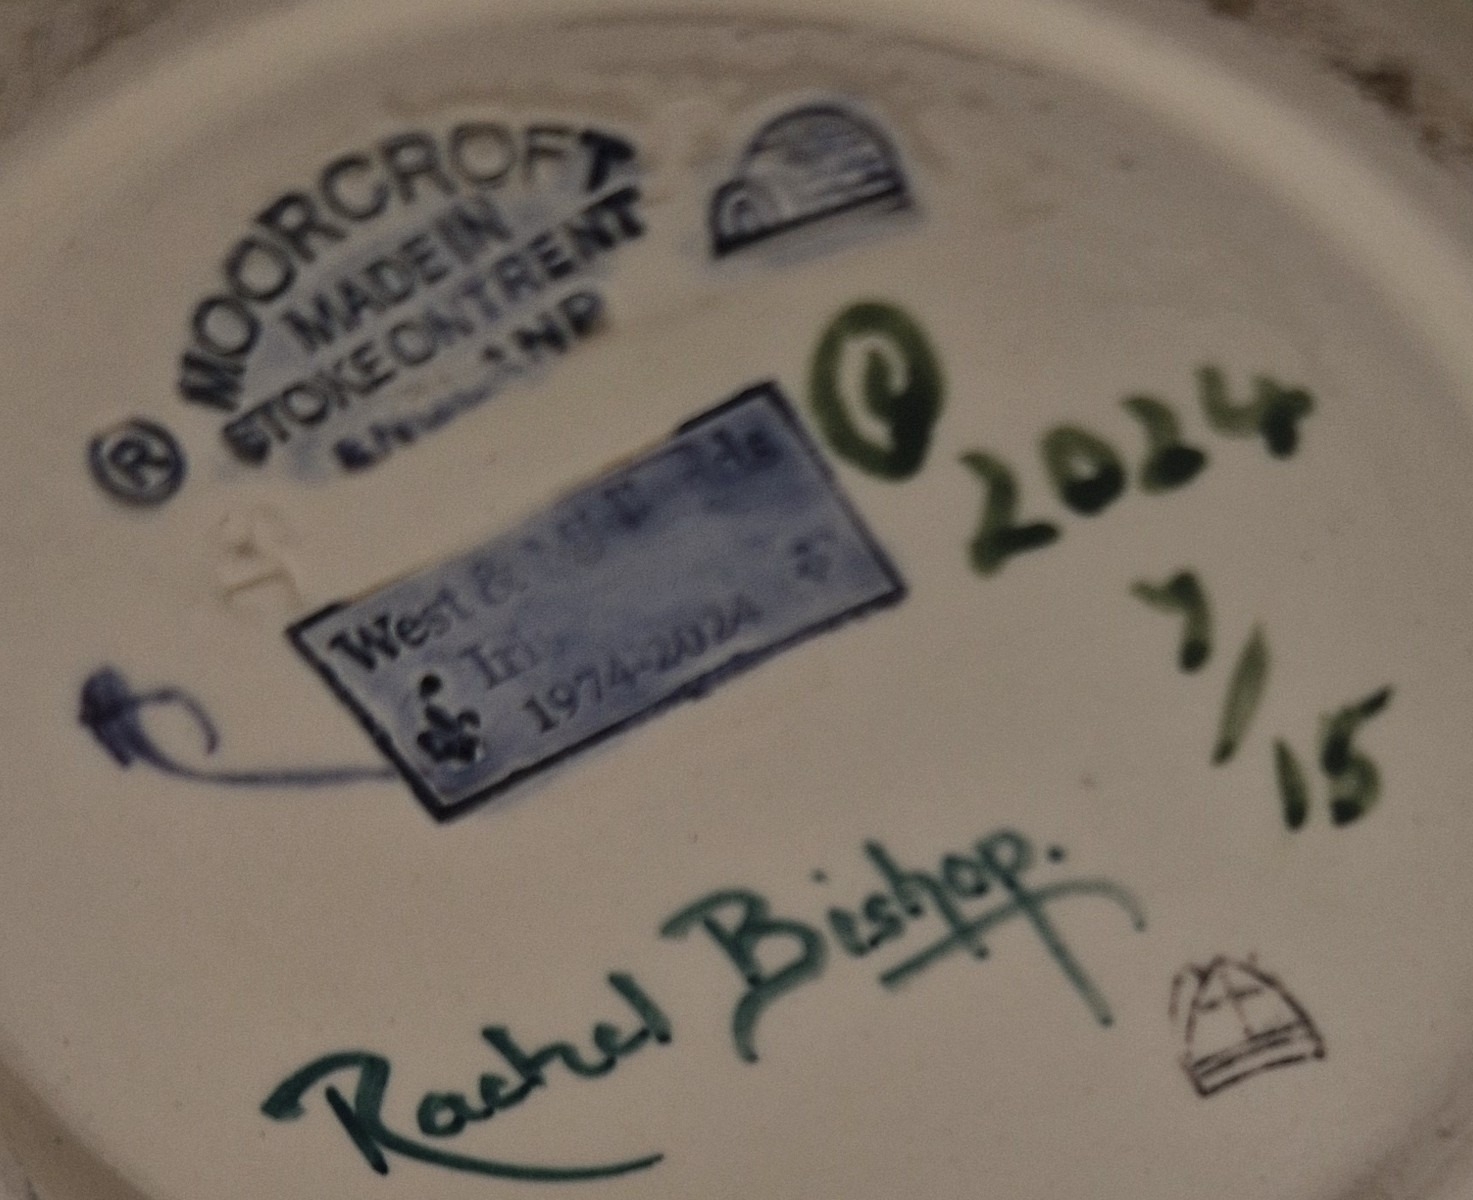 MOORCROFT
MADE IN
STOKE ON TRENT
®
West &
1974-2024
© 2024
7/15
Rachel Bishop.